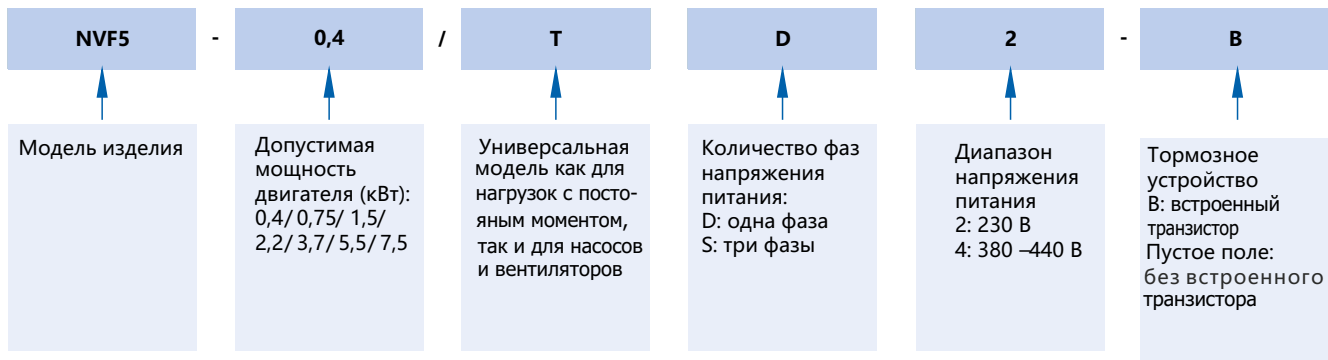 NVF5 - 0,4 / T D 2 - B
Модель изделия
Допустимая
мощность
двигателя (кВт):
0,4/ 0,75/ 1,5/
2,2/ 3,7/ 5,5/ 7,5
Универсальная
модель как для
нагрузок с посто-
яным моментом,
так и для насосов
и вентиляторов
Количество фаз
напряжения
питания:
D: одна фаза
S: три фазы
Диапазон
напряжения
питания
2: 230 В
4: 380 –440 В
Тормозное
устройство
B: встроенный
транзистор
Пустое поле:
без встроенного
транзистора